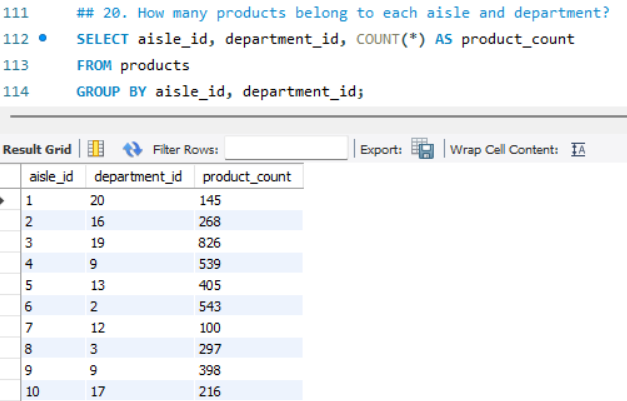 111 ## 20. How many products belong to each aisle and department?
112 SELECT aisle_id, department_id, COUNT(*) AS product_count
113 FROM products
114 GROUP BY aisle_id, department_id;
Result Grid Filter Rows: Export: Wrap Cell Content: IA
aisle_id department_id product_count
1 20 145
2 16 268
3 19 826
4 9 539
5 13 405
6 2 543
7 12 100
8 3 297
9 9 398
10 17 216